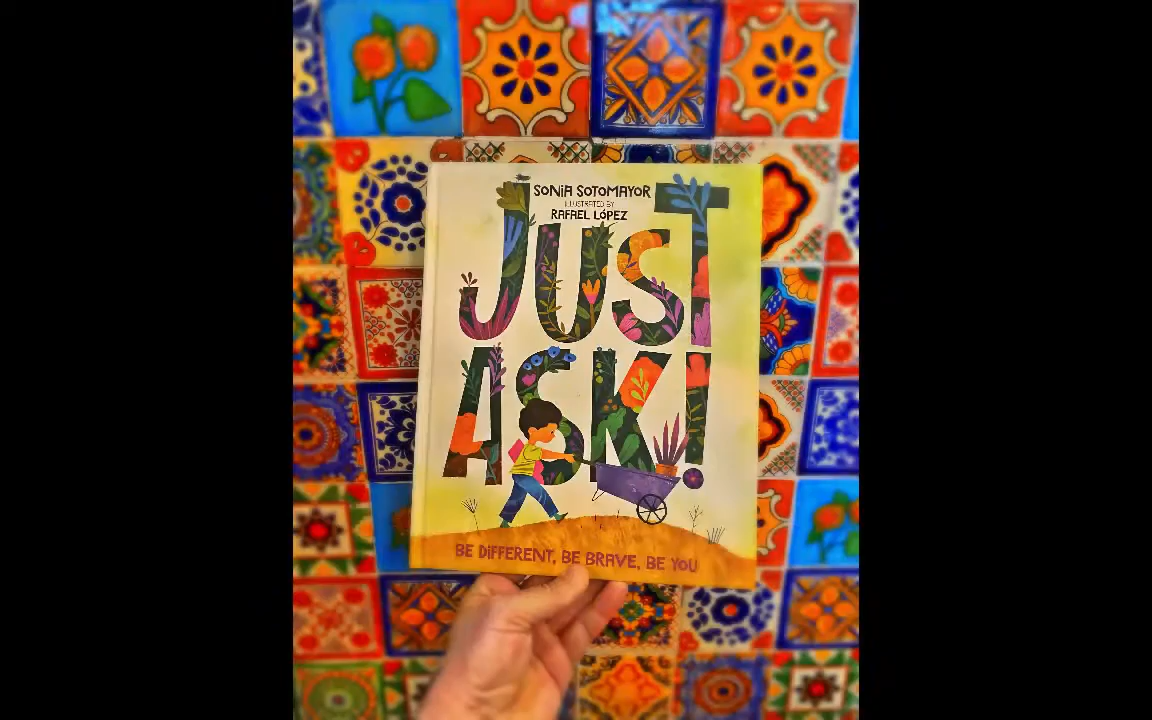 SONIA SOTOMAYOR
ILLUSTRATED BY
RAFAEL LÓPEZ
JUST
ASK!
BE DIFFERENT, BE BRAVE, BE YOU